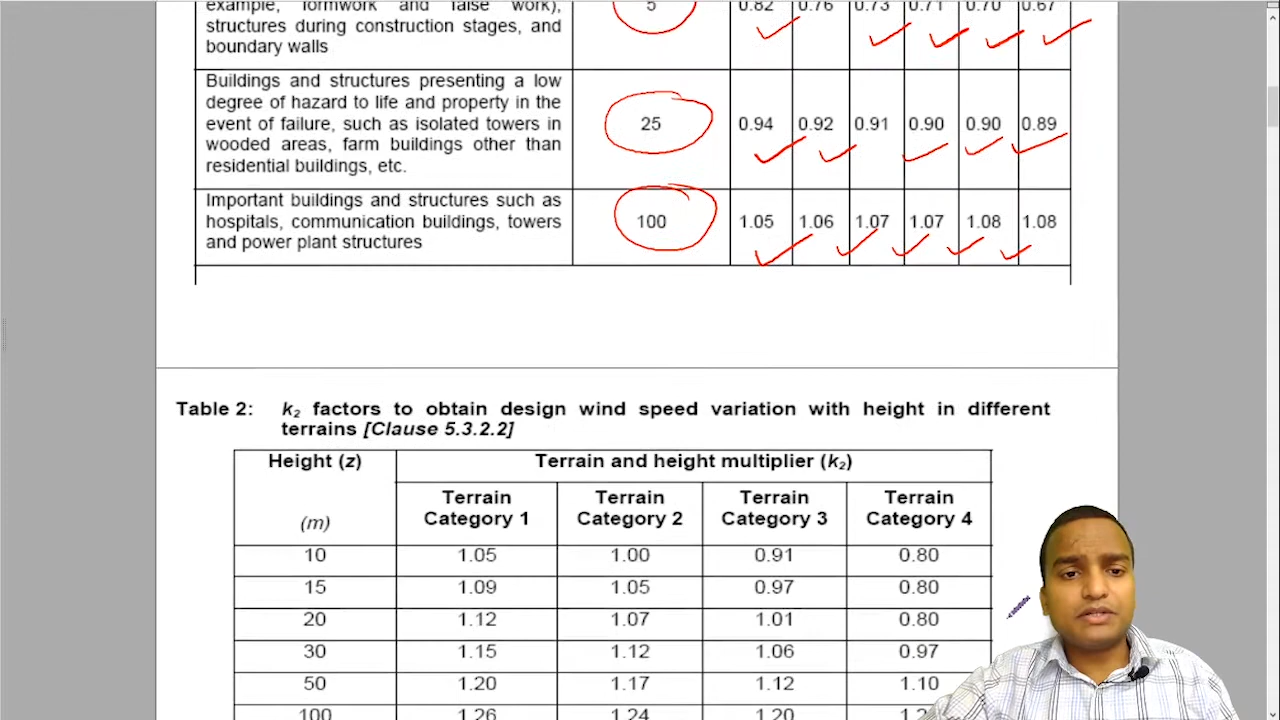 example, formwork and false work),
structures during construction stages, and
boundary walls
5
0.82 0.76 0.73 0.71 0.70 0.67
Buildings and structures presenting a low
degree of hazard to life and property in the
event of failure, such as isolated towers in
wooded areas, farm buildings other than
residential buildings, etc.
25
0.94 0.92 0.91 0.90 0.90 0.89
Important buildings and structures such as
hospitals, communication buildings, towers
and power plant structures
100
1.05 1.06 1.07 1.07 1.08 1.08
Table 2: k₂ factors to obtain design wind speed variation with height in different
terrains [Clause 5.3.2.2]
Height (z)
(m)
Terrain and height multiplier (k₂)
Terrain
Category 1
Terrain
Category 2
Terrain
Category 3
Terrain
Category 4
10 1.05 1.00 0.91 0.80
15 1.09 1.05 0.97 0.80
20 1.12 1.07 1.01 0.80
30 1.15 1.12 1.06 0.97
50 1.20 1.17 1.12 1.10
100 1.26 1.24 1.20